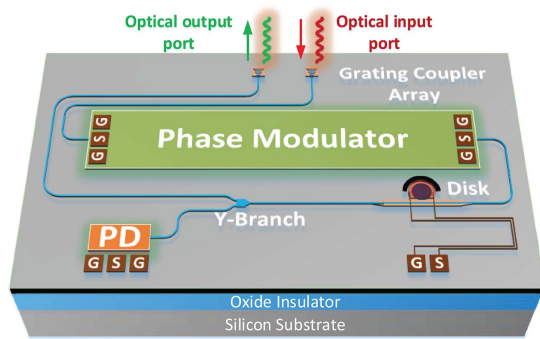 Optical output
port
Optical input
port
Grating Coupler
Array
G S G
Phase Modulator
G S G
Disk
Y-Branch
PD
G S G
G S
Oxide Insulator
Silicon Substrate